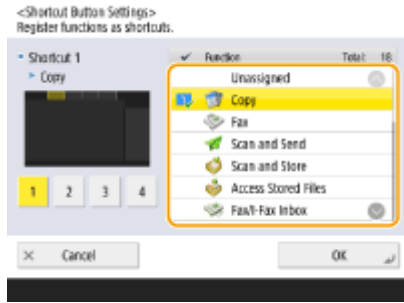 <Shortcut Button Settings>
Register functions as shortcuts.
Shortcut 1
Copy
Function Total: 18
Unassigned
Copy
Fax
Scan and Send
Scan and Store
Access Stored Files
Fax/I-Fax Inbox
1 2 3 4
Cancel
OK